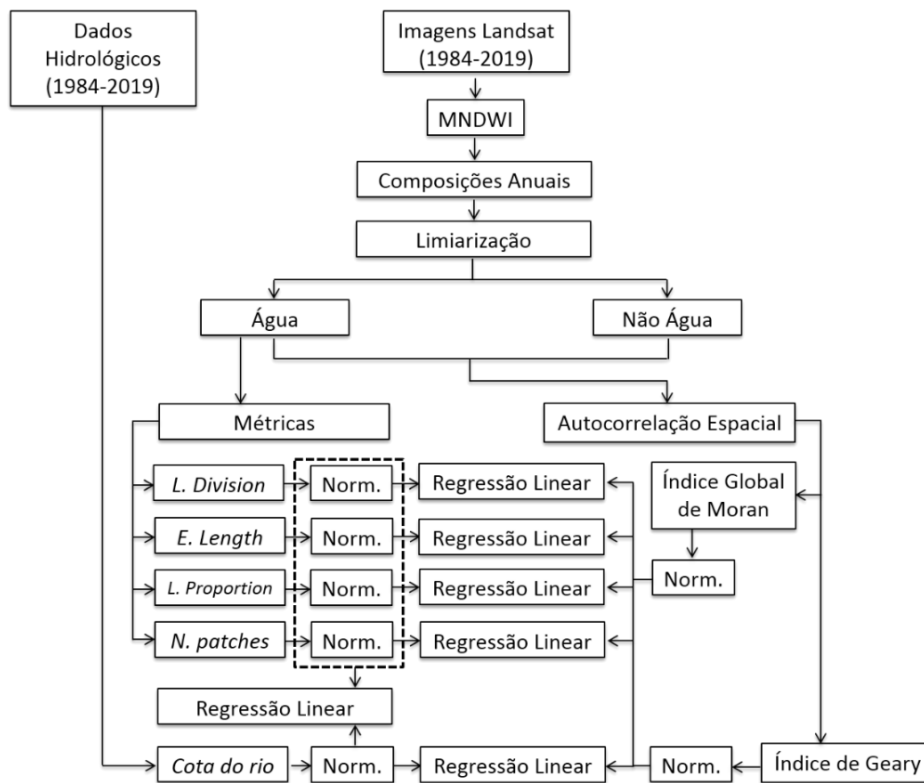 Dados
Hidrológicos
(1984-2019)
Imagens Landsat
(1984-2019)
MNDWI
Composições Anuais
Limiarização
Água
Não Água
Métricas
Autocorrelação Espacial
L. Division
Norm.
Regressão Linear
Índice Global
de Moran
E. Length
Norm.
Regressão Linear
L. Proportion
Norm.
Regressão Linear
Norm.
N. patches
Norm.
Regressão Linear
Regressão Linear
Cota do rio
Norm.
Regressão Linear
Norm.
Índice de Geary